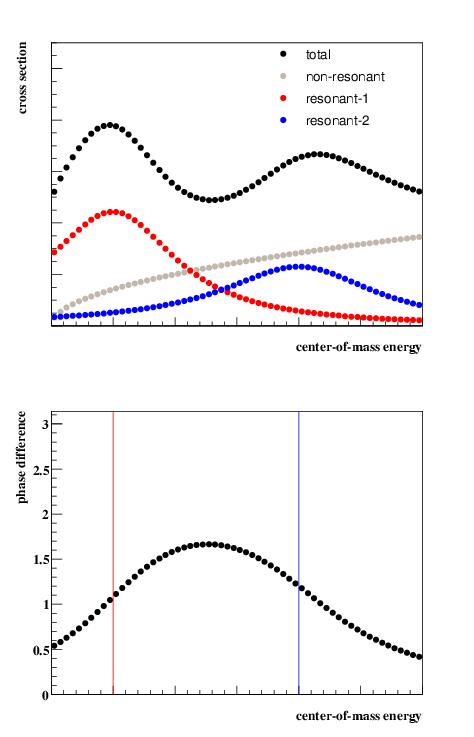 cross section
total
non-resonant
resonant-1
resonant-2
center-of-mass energy
phase difference
3
2.5
2
1.5
1
0.5
0
center-of-mass energy